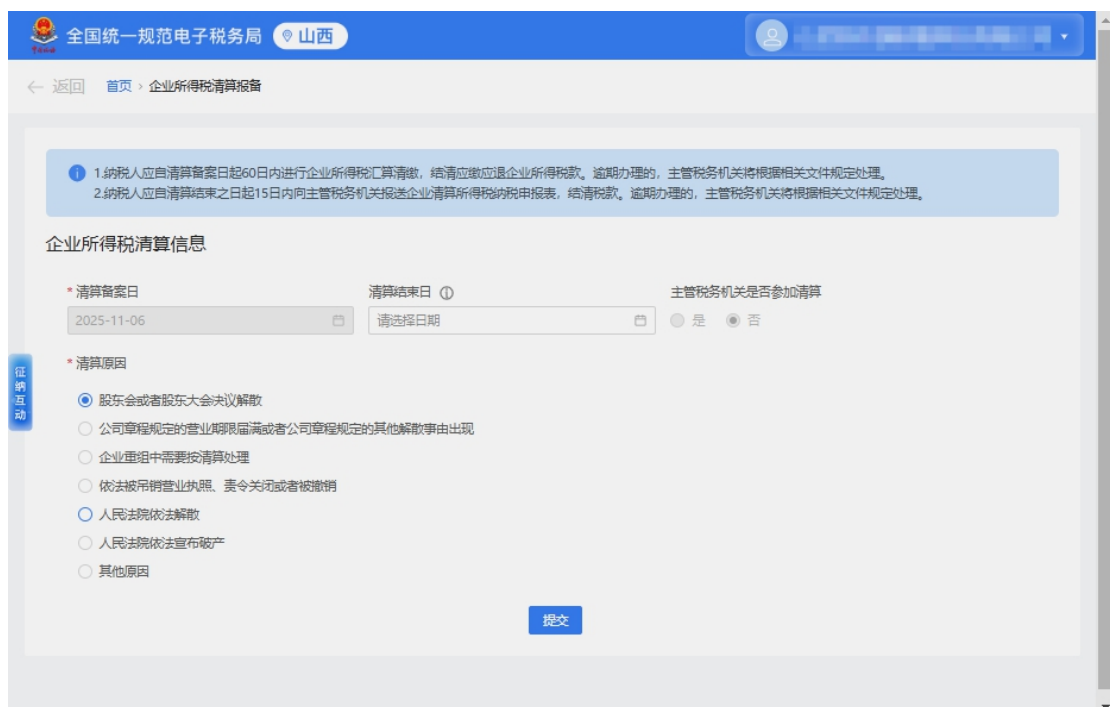 全国统一规范电子税务局 山西
返回 首页 › 企业所得税清算报备
1.纳税人应自清算备案日起60日内进行企业所得税汇算清缴，结清应缴应退企业所得税款。逾期办理的，主管税务机关将根据相关文件规定处理。
2.纳税人应自清算结束之日起15日内向主管税务机关报送企业清算所得税纳税申报表，结清税款。逾期办理的，主管税务机关将根据相关文件规定处理。
企业所得税清算信息
* 清算备案日 清算结束日 主管税务机关是否参加清算
2025-11-06 请选择日期 是 否
* 清算原因
股东会或者股东大会决议解散
公司章程规定的营业期限届满或者公司章程规定的其他解散事由出现
企业重组中需要按清算处理
依法被吊销营业执照、责令关闭或者被撤销
人民法院依法解散
人民法院依法宣布破产
其他原因
提交
征纳互动